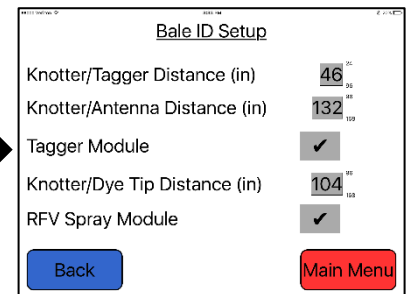 Bale ID Setup
Knotter/Tagger Distance (in) 46
Knotter/Antenna Distance (in) 132
Tagger Module ✔
Knotter/Dye Tip Distance (in) 104
RFV Spray Module ✔
Back Main Menu